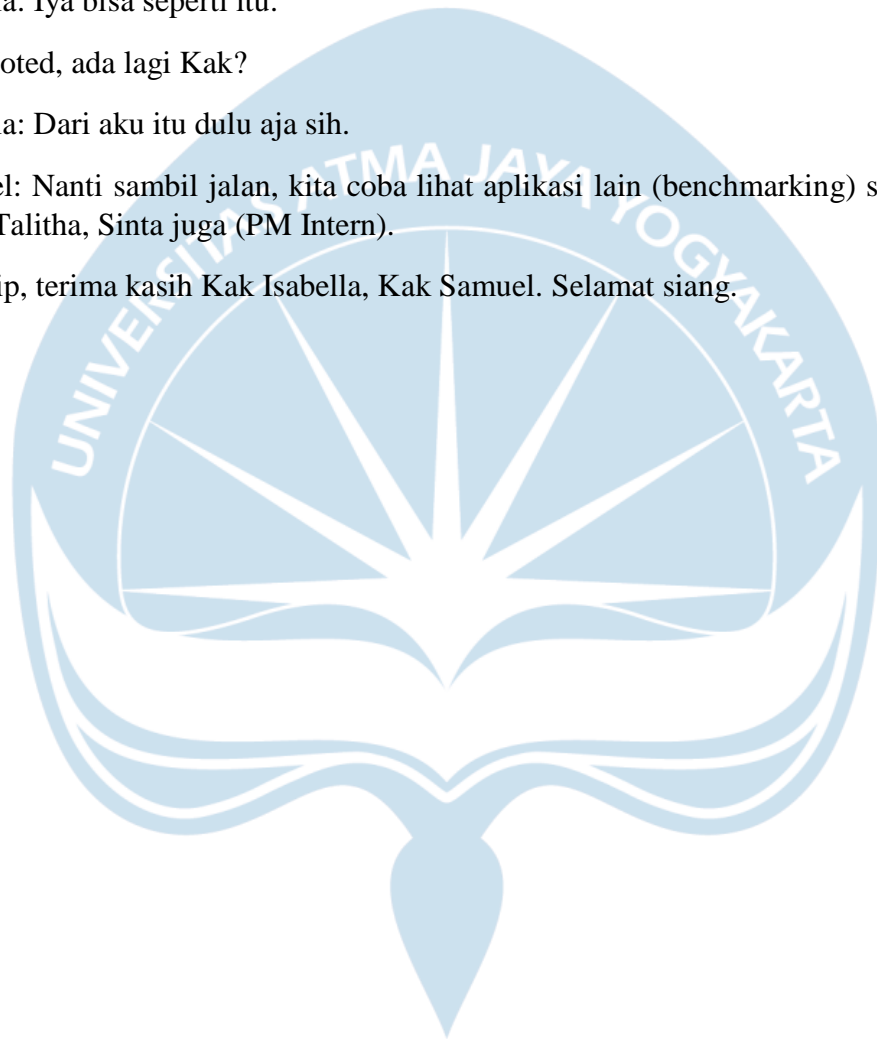 a: Iya bisa seperti itu.
oted, ada lagi Kak?
a: Dari aku itu dulu aja sih.
el: Nanti sambil jalan, kita coba lihat aplikasi lain (benchmarking) s
Talitha, Sinta juga (PM Intern).
ip, terima kasih Kak Isabella, Kak Samuel. Selamat siang.
UNIVERSITAS ATMA JAYA YOGYAKARTA